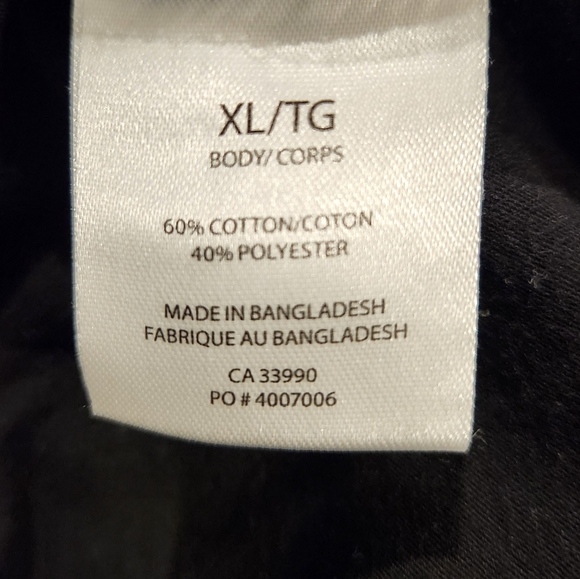 XL/TG
BODY/ CORPS
60% COTTON/COTON
40% POLYESTER
MADE IN BANGLADESH
FABRIQUE AU BANGLADESH
CA 33990
PO # 4007006